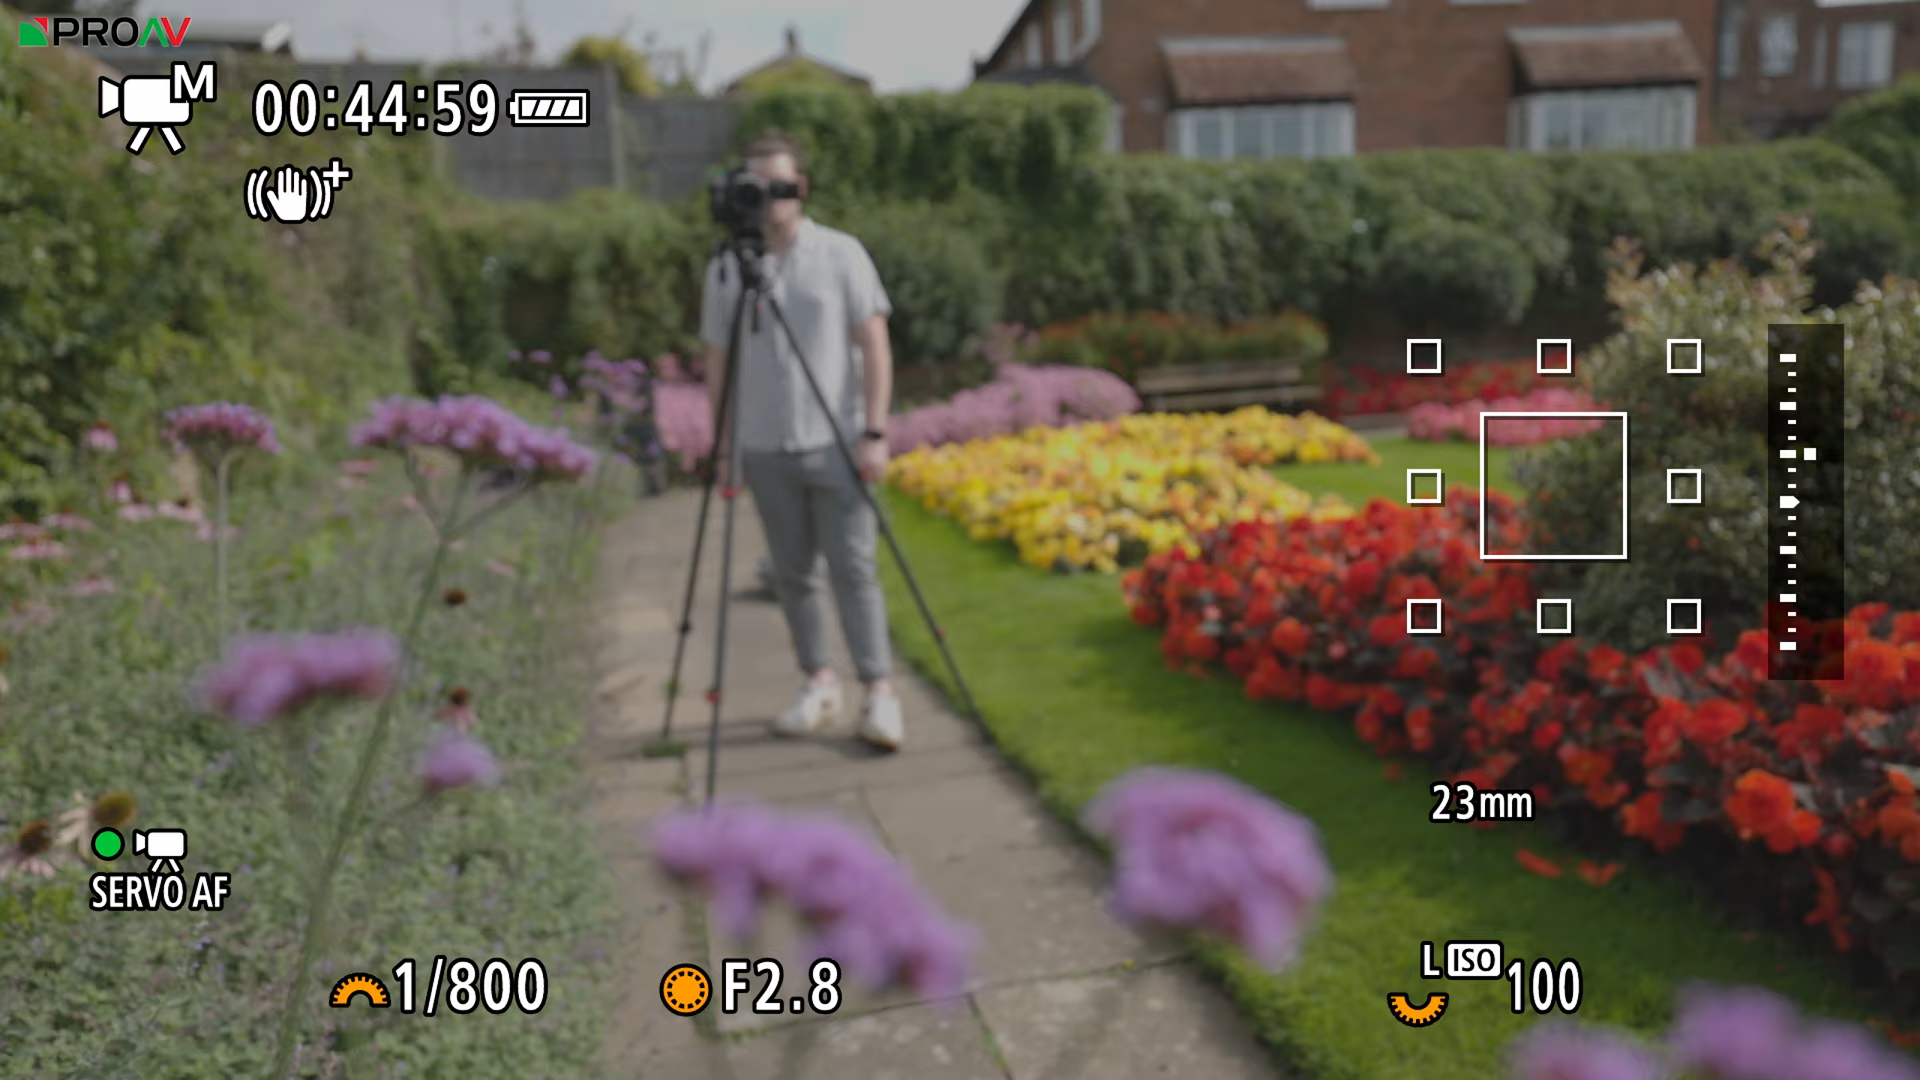 PROAV
M
00:44:59
+
23mm
SERVO AF
1/800 F2.8 L ISO 100